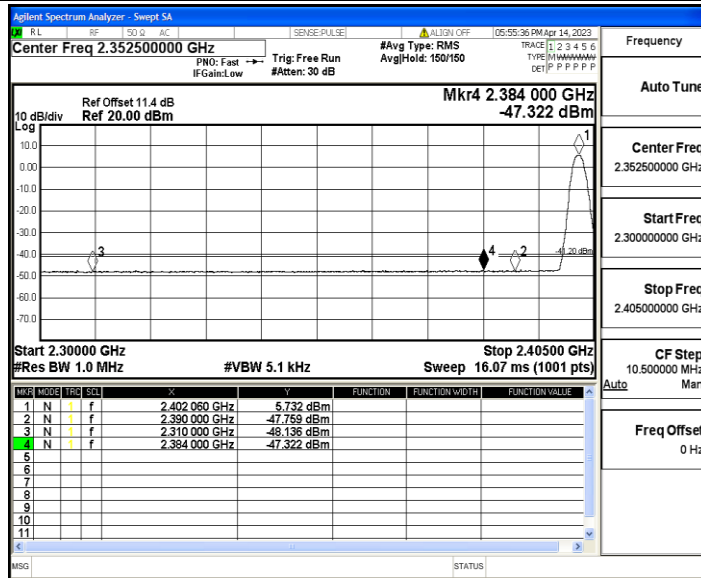 Agilent Spectrum Analyzer - Swept SA
RL RF 50 Ω AC SENSE:PULSE ALIGN OFF 05:55:36 PM Apr 14, 2023
Center Freq 2.352500000 GHz #Avg Type: RMS TRACE 1 2 3 4 5 6
PNO: Fast Trig: Free Run Avg|Hold: 150/150 TYPE MWWWWW
IFGain:Low #Atten: 30 dB DET P P P P P P
Mkr4 2.384 000 GHz
-47.322 dBm
Ref Offset 11.4 dB
10 dB/div Ref 20.00 dBm
Log
10.0
0.00
-10.0
-20.0
-30.0
-40.0
-50.0
-60.0
-70.0
1
3
4
2
-41.20 dBm
Start 2.30000 GHz Stop 2.40500 GHz
#Res BW 1.0 MHz #VBW 5.1 kHz Sweep 16.07 ms (1001 pts)
MKR MODE TRC SCL X Y FUNCTION FUNCTION WIDTH FUNCTION VALUE
1 N 1 f 2.402 060 GHz 5.732 dBm
2 N 1 f 2.390 000 GHz -47.759 dBm
3 N 1 f 2.310 000 GHz -48.136 dBm
4 N 1 f 2.384 000 GHz -47.322 dBm
5
6
7
8
9
10
11
MSG STATUS
Frequency
Auto Tune
Center Freq
2.352500000 GHz
Start Freq
2.300000000 GHz
Stop Freq
2.405000000 GHz
CF Step
10.500000 MHz
Auto Man
Freq Offset
0 Hz